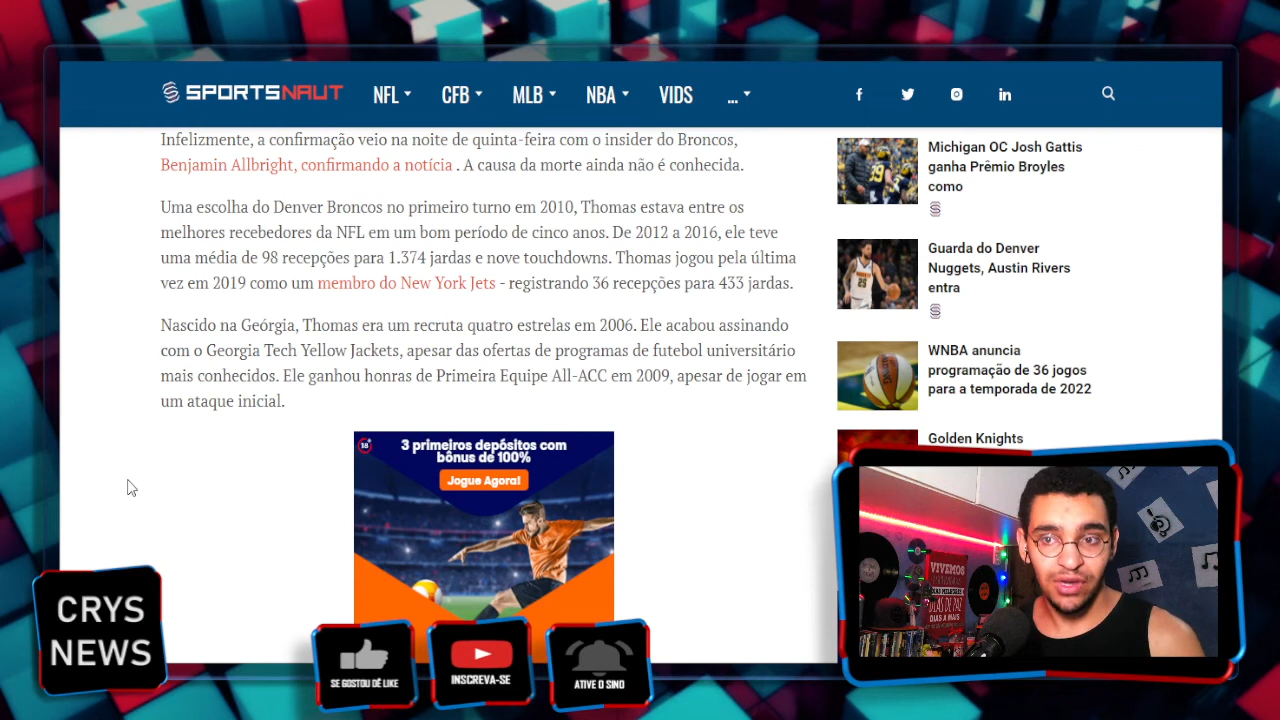 SPORTSNAUT
NFL
CFB
MLB
NBA
VIDS
...
Infelizmente, a confirmação veio na noite de quinta-feira com o insider do Broncos,
Benjamin Allbright, confirmando a notícia . A causa da morte ainda não é conhecida.
Uma escolha do Denver Broncos no primeiro turno em 2010, Thomas estava entre os
melhores recebedores da NFL em um bom período de cinco anos. De 2012 a 2016, ele teve
uma média de 98 recepções para 1.374 jardas e nove touchdowns. Thomas jogou pela última
vez em 2019 como um membro do New York Jets - registrando 36 recepções para 433 jardas.
Nascido na Geórgia, Thomas era um recruta quatro estrelas em 2006. Ele acabou assinando
com o Georgia Tech Yellow Jackets, apesar das ofertas de programas de futebol universitário
mais conhecidos. Ele ganhou honras de Primeira Equipe All-ACC em 2009, apesar de jogar em
um ataque inicial.
18
3 primeiros depósitos com
bônus de 100%
Jogue Agora!
Michigan OC Josh Gattis
ganha Prêmio Broyles
como
Guarda do Denver
Nuggets, Austin Rivers
entra
WNBA anuncia
programação de 36 jogos
para a temporada de 2022
Golden Knights
VIVEMOS
DIAS DE PAZ
DIAS A MAIS
CRYS
NEWS
SE GOSTOU DÊ LIKE
INSCREVA-SE
ATIVE O SINO